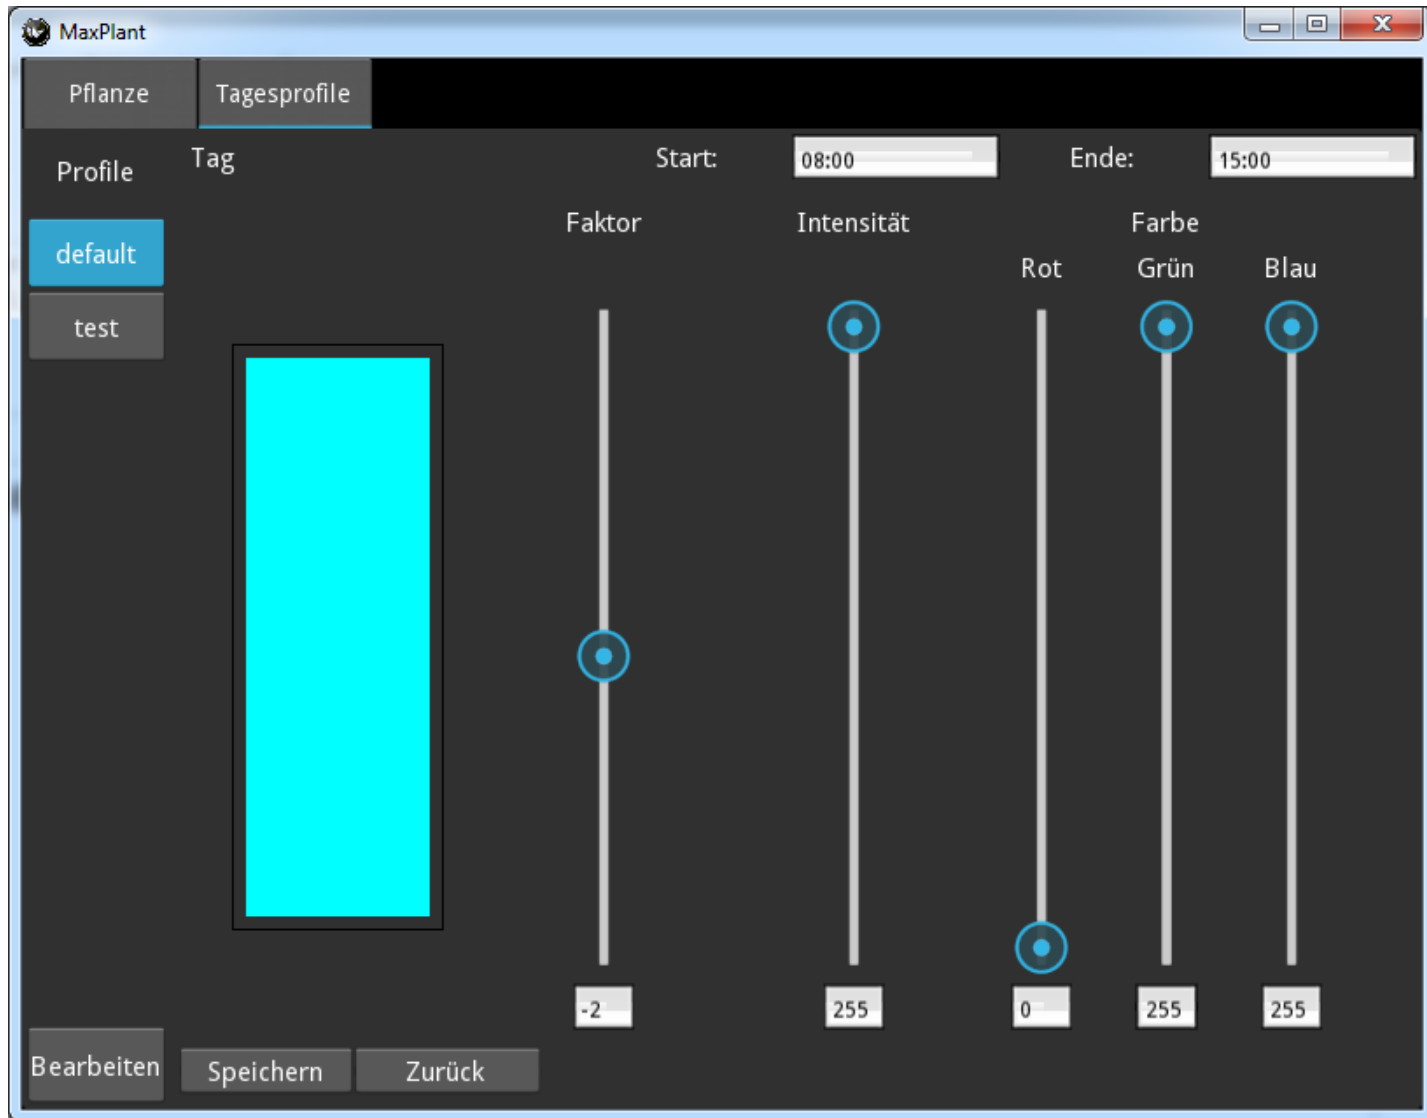 MaxPlant
Pflanze Tagesprofile
Profile Tag Start: 08:00 Ende: 15:00
Faktor Intensität Farbe
default
Rot Grün Blau
test
-2 255 0 255 255
Bearbeiten Speichern Zurück